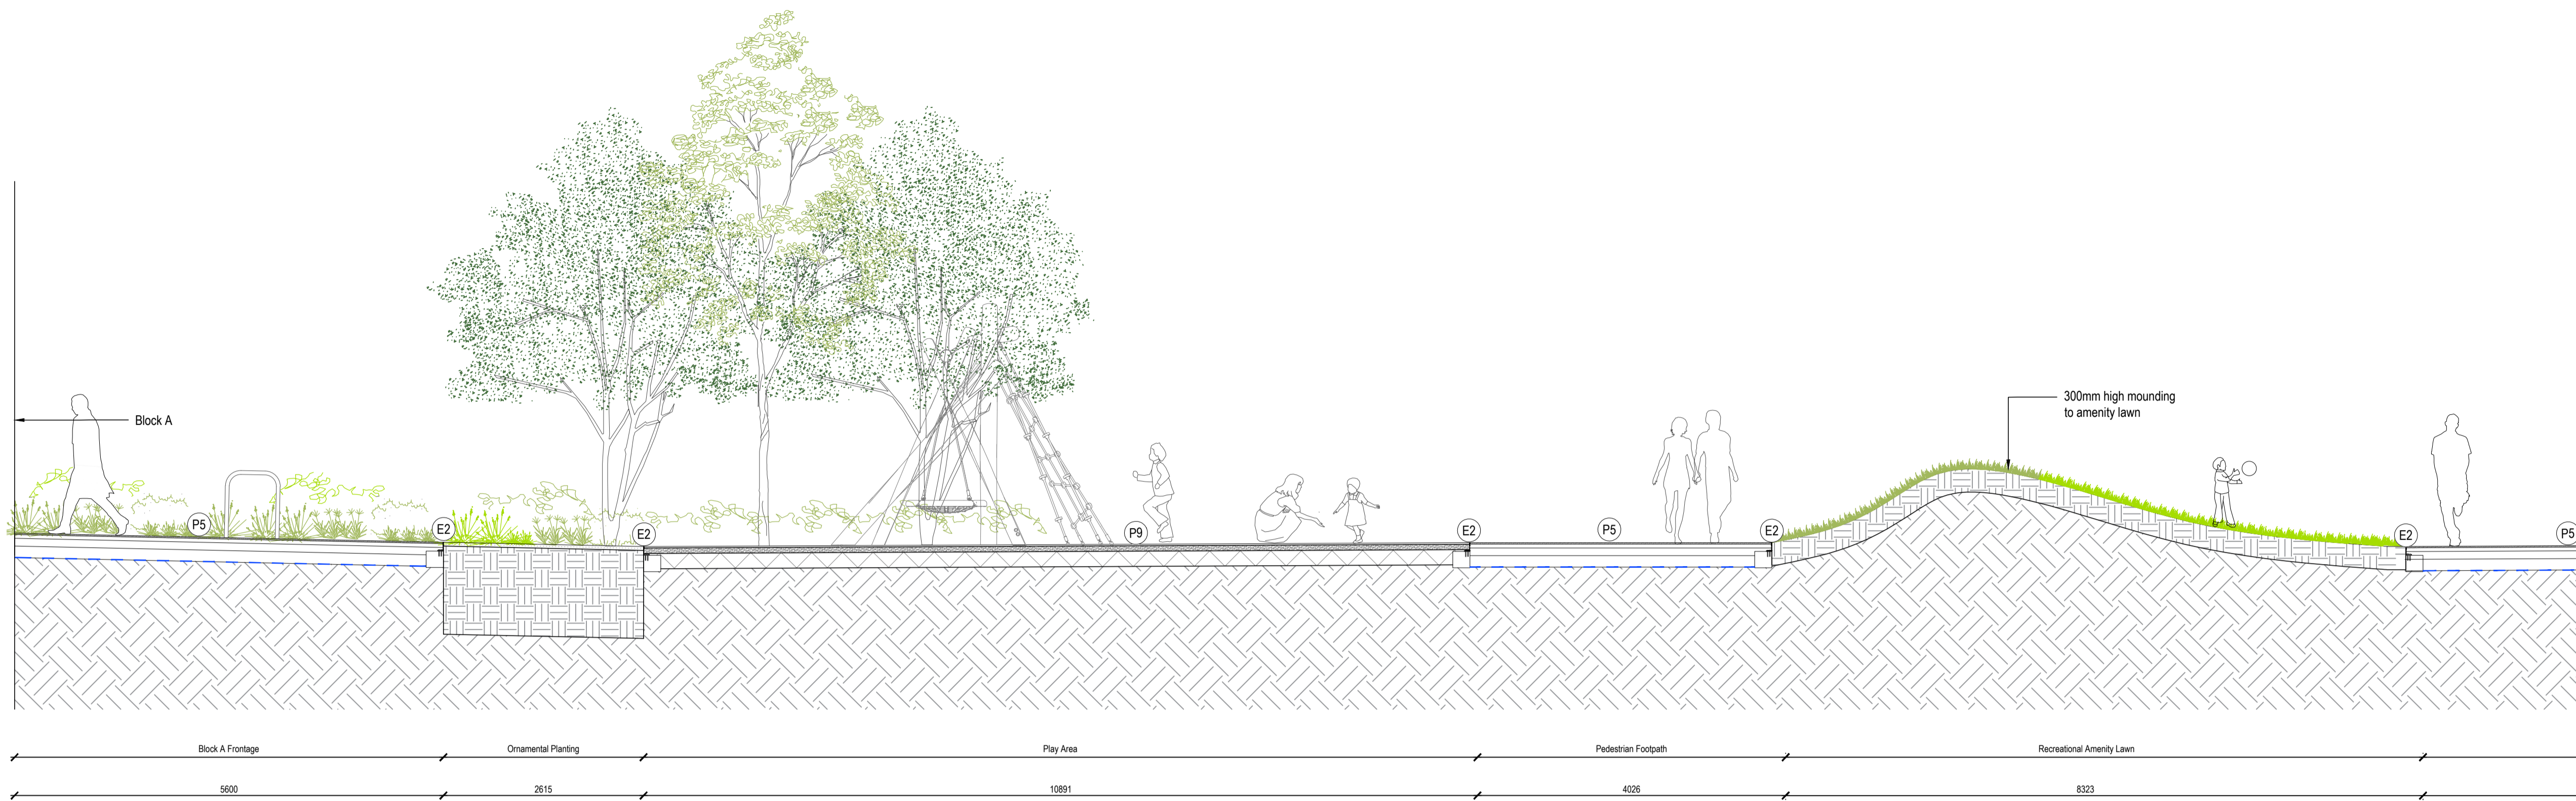 300mm high mounding
to amenity lawn
Block A
P5
E2
E2
P9
E2
P5
E2
E2
P5
Block A Frontage
Ornamental Planting
Play Area
Pedestrian Footpath
Recreational Amenity Lawn
5600
2615
10891
4026
8323